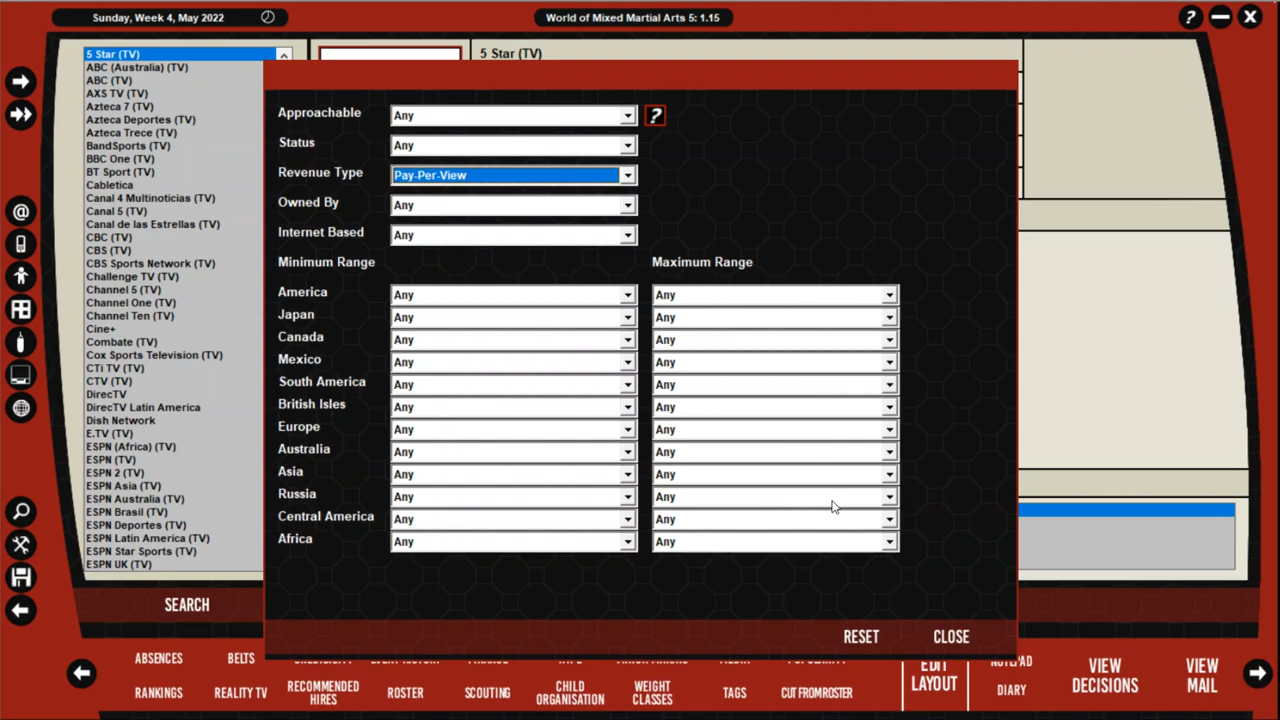 Sunday, Week 4, May 2022
World of Mixed Martial Arts 5: 1.15
?
5 Star (TV)
ABC (Australia) (TV)
ABC (TV)
AXS TV (TV)
Azteca 7 (TV)
Azteca Deportes (TV)
Azteca Trece (TV)
BandSports (TV)
BBC One (TV)
BT Sport (TV)
Cabletica
Canal 4 Multinoticias (TV)
Canal 5 (TV)
Canal de las Estrellas (TV)
CBC (TV)
CBS (TV)
CBS Sports Network (TV)
Challenge TV (TV)
Channel 5 (TV)
Channel One (TV)
Channel Ten (TV)
Cine+
Combate (TV)
Cox Sports Television (TV)
CTi TV (TV)
CTV (TV)
DirecTV
DirecTV Latin America
Dish Network
E.TV (TV)
ESPN (Africa) (TV)
ESPN (TV)
ESPN 2 (TV)
ESPN Asia (TV)
ESPN Australia (TV)
ESPN Brasil (TV)
ESPN Deportes (TV)
ESPN Latin America (TV)
ESPN Star Sports (TV)
ESPN UK (TV)
5 Star (TV)
Approachable Any ?
Status Any
Revenue Type Pay-Per-View
Owned By Any
Internet Based Any
Minimum Range Maximum Range
America Any Any
Japan Any Any
Canada Any Any
Mexico Any Any
South America Any Any
British Isles Any Any
Europe Any Any
Australia Any Any
Asia Any Any
Russia Any Any
Central America Any Any
Africa Any Any
SEARCH
RESET CLOSE
ABSENCES BELTS
RANKINGS REALITY TV RECOMMENDED HIRES ROSTER SCOUTING CHILD ORGANISATION WEIGHT CLASSES TAGS CUT FROM ROSTER
EDIT LAYOUT
NOTEPAD
DIARY
VIEW DECISIONS
VIEW MAIL